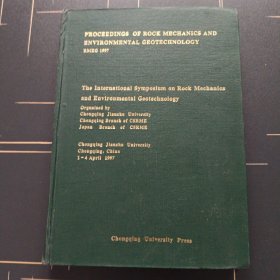 PROCEEDINGS OF ROCK MECHANICS AND
ENVIRONMENTAL GEOTECHNOLOGY
RMEG 1997
The International Symposium on Rock Mechanics
and Environmental Geotechnology
Organized by
Chongqing Jianzhu University
Chongqing Branch of CSRME
Japan Branch of CSRME
Chongqing Jianzhu University
Chongqing, China
1-4 April 1997
Chongqing University Press